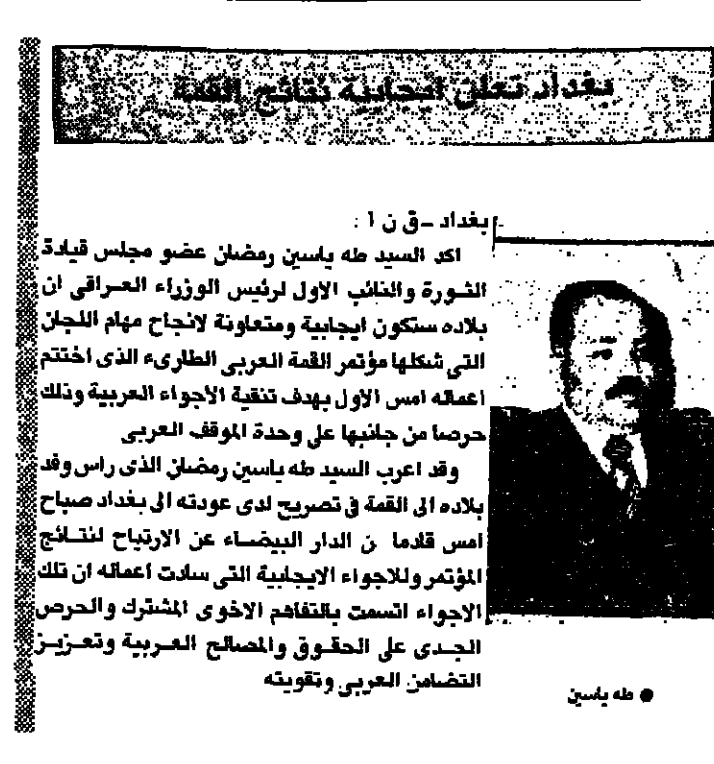 بغداد تعلن ايجابية نتائج القمة
بغداد ــ ق ن ا :
اكد السيد طه ياسين رمضان عضو مجلس قيادة
الثورة والنائب الاول لرئيس الوزراء العراقى ان
بلاده ستكون ايجابية ومتعاونة لانجاح مهام اللجان
التي شكلها مؤتمر القمة العربى الطارىء الذى اختتم
اعماله امس الاول بهدف تنقية الأجواء العربية وذلك
حرصا من جانبها على وحدة الموقف العربى
وقد اعرب السيد طه ياسين رمضان الذى راس وفد
بلاده الى القمة في تصريح لدى عودته الى بغداد صباح
امس قادما ن الدار البيضاء عن الارتياح لنتائج
المؤتمر وللاجواء الايجابية التى سادت اعماله ان تلك
الاجواء اتسمت بالتفاهم الاخوى المشترك والحرص
الجدى على الحقوق والمصالح العربية وتعزيز
التضامن العربى وتقويته
● طه ياسين